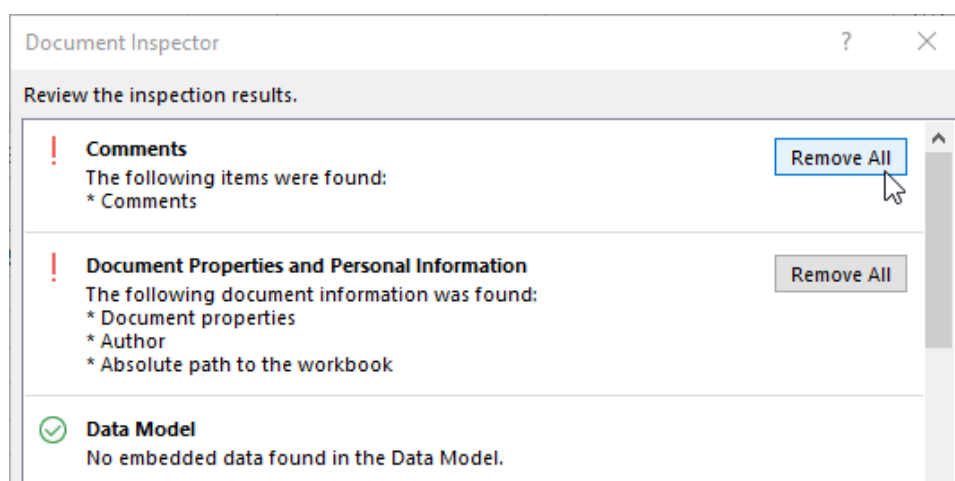 Document Inspector
?
Review the inspection results.
Comments
Remove All
The following items were found:
* Comments
Document Properties and Personal Information
Remove All
The following document information was found:
* Document properties
* Author
* Absolute path to the workbook
Data Model
No embedded data found in the Data Model.